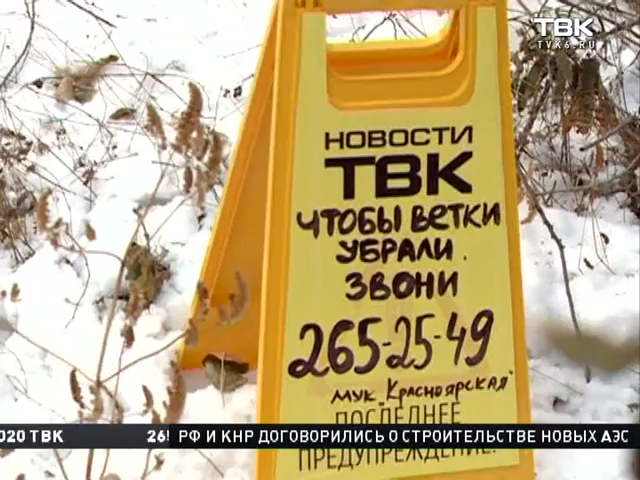 ТВК
TVK6.RU
НОВОСТИ
ТВК
ЧТОБЫ ВЕТКИ
УБРАЛИ.
ЗВОНИ
265-25-49
МУК "КРАСНОЯРСКАЯ"
ПОСЛЕДНЕЕ
ПРЕДУПРЕЖДЕНИЕ!
020 ТВК
РФ И КНР ДОГОВОРИЛИСЬ О СТРОИТЕЛЬСТВЕ НОВЫХ АЭС